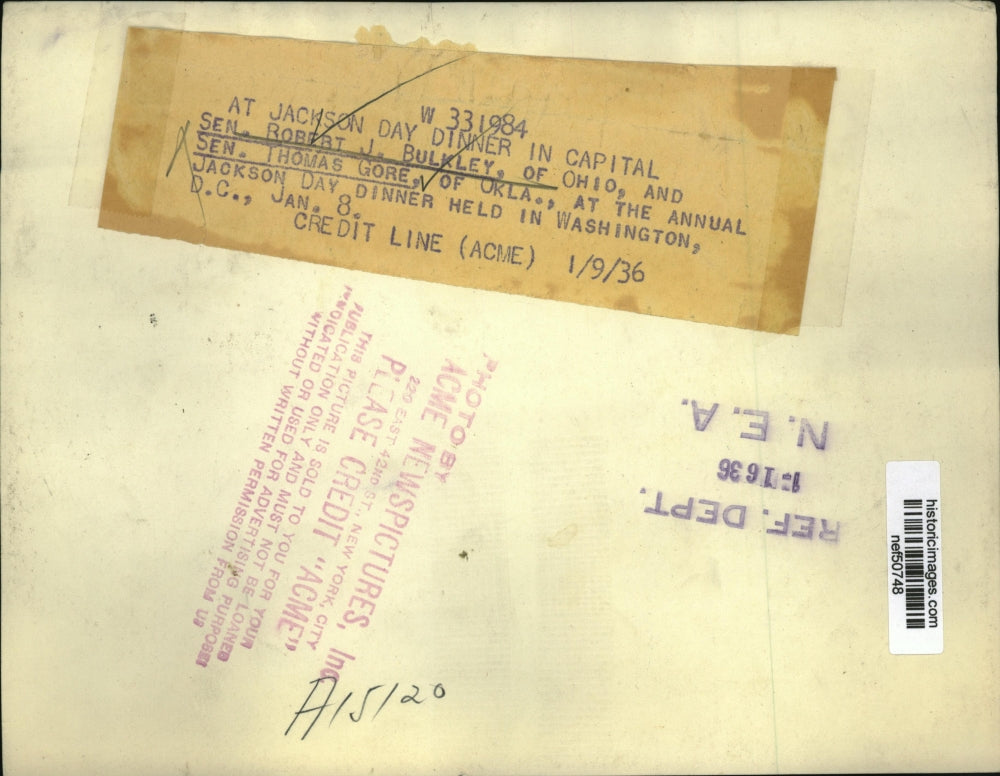 W 331984
AT JACKSON DAY DINNER IN CAPITAL
SEN. ROBERT J. BULKLEY, OF OHIO, AND
SEN. THOMAS GORE, OF OKLA., AT THE ANNUAL
JACKSON DAY DINNER HELD IN WASHINGTON,
D.C., JAN. 8.
CREDIT LINE (ACME) 1/9/36
PHOTO BY
ACME NEWSPICTURES, Inc
220 EAST 42ND ST., NEW YORK, CITY
PLEASE CREDIT "ACME"
THIS PICTURE IS SOLD TO YOU FOR YOUR
PUBLICATION ONLY AND MUST NOT BE LOANED
SYNDICATED OR USED FOR ADVERTISING PURPOSES
WITHOUT WRITTEN PERMISSION FROM US
REF. DEPT.
1-16 36
N. E. A.
historicimages.com
nef50748
A15120